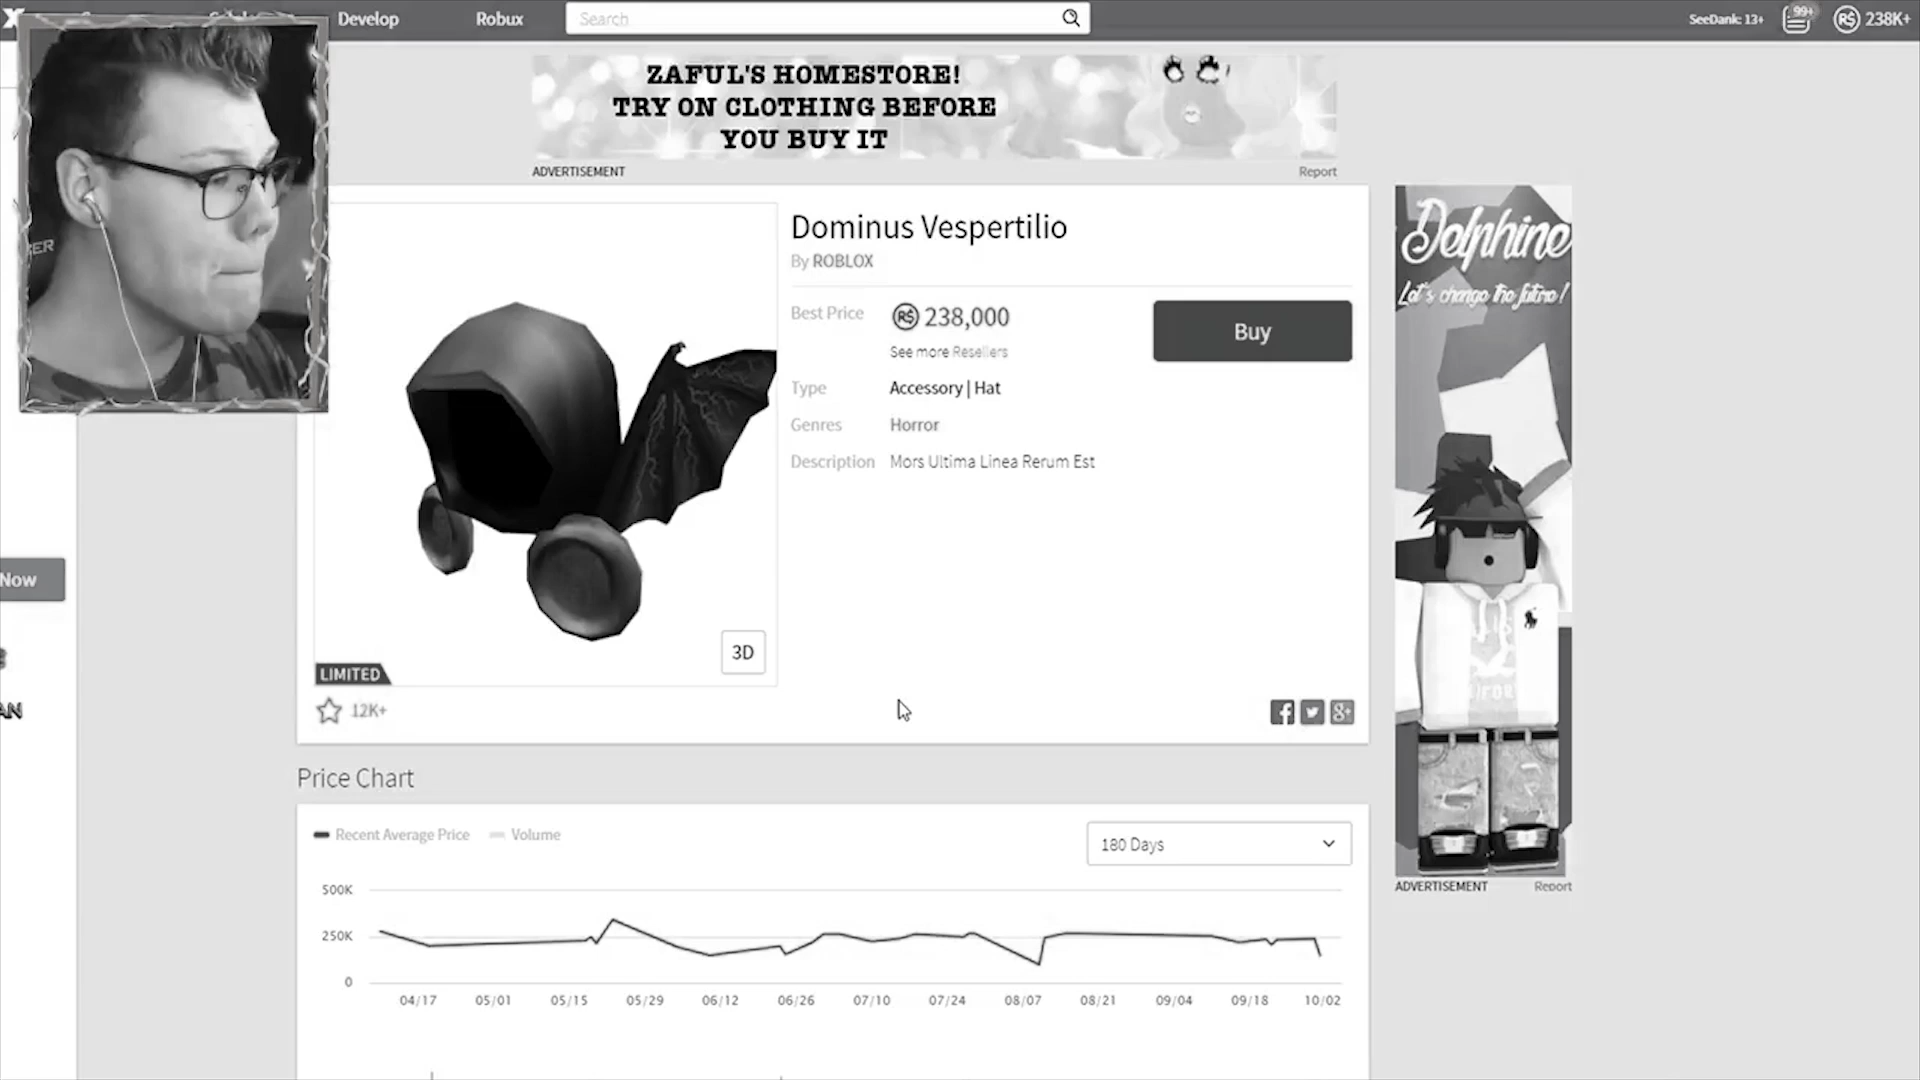 Develop
Robux
Search
SeeDank: 13+
99+
238K+
ZAFUL'S HOMESTORE!
TRY ON CLOTHING BEFORE
YOU BUY IT
ADVERTISEMENT
Report
Dominus Vespertilio
By ROBLOX
Best Price
R$ 238,000
Buy
See more Resellers
Type
Accessory | Hat
Genres
Horror
Description
Mors Ultima Linea Rerum Est
3D
LIMITED
12K+
Delphine
Let's change the future!
ADVERTISEMENT
Report
Now
AN
Price Chart
Recent Average Price
Volume
180 Days
500K
250K
0
04/17
05/01
05/15
05/29
06/12
06/26
07/10
07/24
08/07
08/21
09/04
09/18
10/02